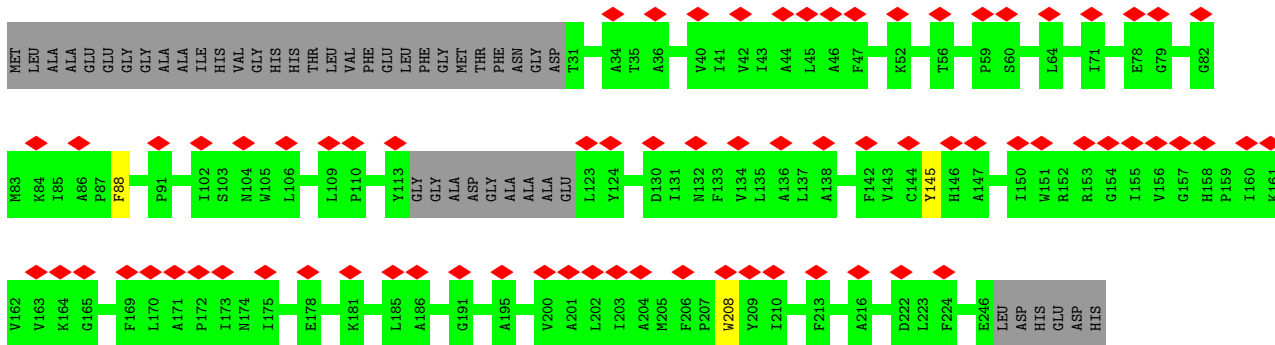 MET LEU ALA ALA GLU GLU GLY GLY ALA ALA ILE HIS VAL GLY HIS HIS THR LEU VAL PHE GLU LEU PHE GLY MET THR PHE ASN GLY ASP T31 A34 T35 A36 V40 I41 V42 I43 A44 L45 A46 F47 K52 T56 P59 S60 L64 I71 E78 G79 G82
M83 K84 I85 A86 P87 F88 P91 I102 S103 N104 W105 L106 L109 P110 Y113 GLY GLY ALA ASP GLY ALA ALA ALA GLU L123 Y124 D130 I131 N132 F133 V134 L135 A136 L137 A138 F142 V143 C144 Y145 H146 A147 I150 W151 R152 R153 G154 I155 V156 G157 H158 P159 I160 K161
V162 V163 K164 G165 F169 L170 A171 P172 I173 N174 I175 E178 K181 L185 A186 G191 A195 V200 A201 L202 I203 A204 M205 F206 P207 W208 Y209 I210 F213 A216 D222 L223 F224 E246 LEU ASP HIS GLU ASP HIS